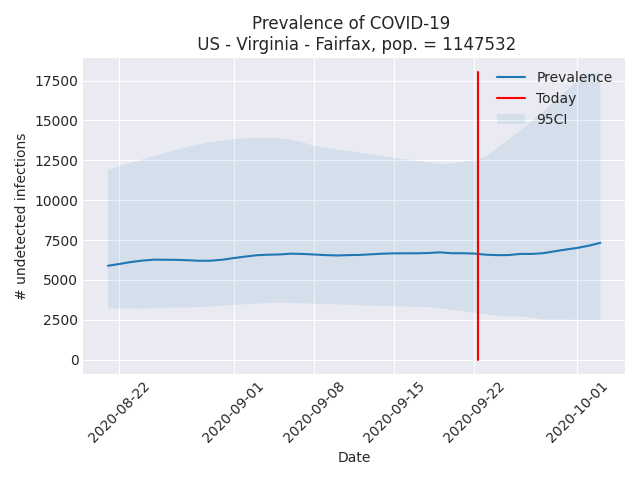 Prevalence of COVID-19
US - Virginia - Fairfax, pop. = 1147532
Prevalence
Today
95CI
# undetected infections
17500
15000
12500
10000
7500
5000
2500
0
2020-08-22
2020-09-01
2020-09-08
2020-09-15
2020-09-22
2020-10-01
Date